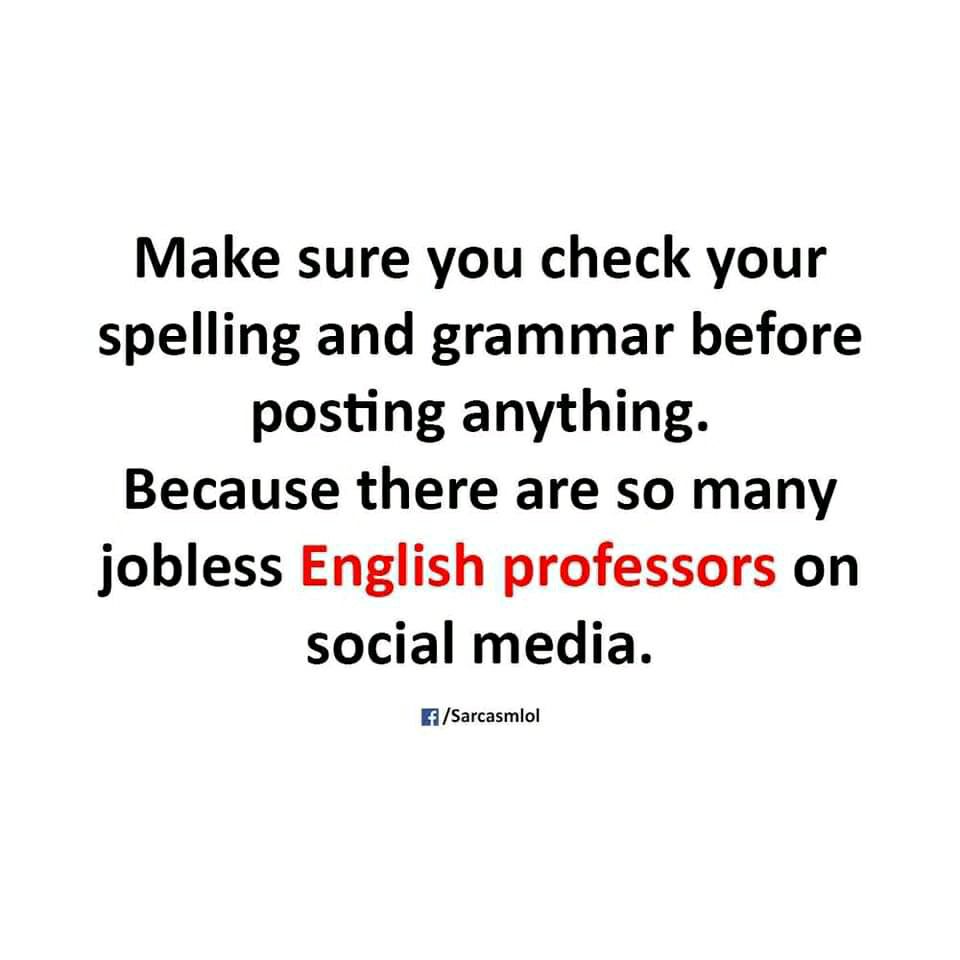 Make sure you check your
spelling and grammar before
posting anything.
Because there are so many
jobless English professors on
social media.
f/Sarcasmlol